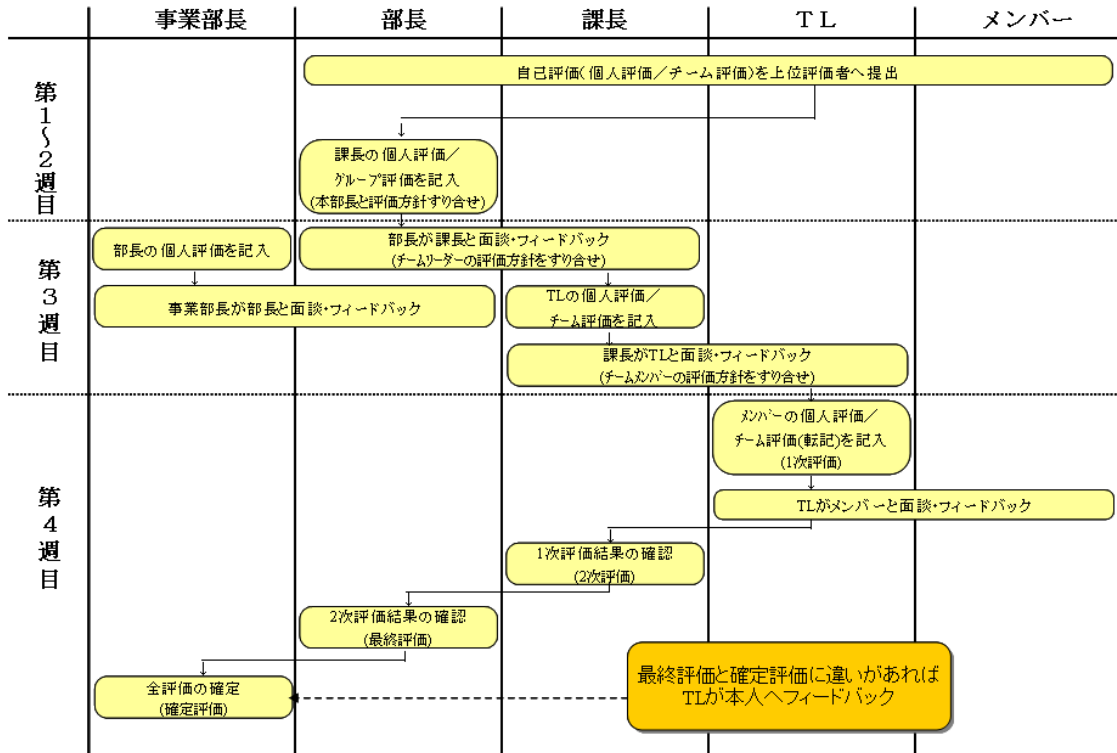 事業部長
部長
課長
ＴＬ
メンバー
第1～2週目
自己評価(個人評価／チーム評価)を上位評価者へ提出
課長の個人評価／
グループ評価を記入
(本部長と評価方針すり合せ)
第3週目
部長の個人評価を記入
部長が課長と面談・フィードバック
(チームリーダーの評価方針をすり合せ)
事業部長が部長と面談・フィードバック
TLの個人評価／
チーム評価を記入
課長がTLと面談・フィードバック
(チームメンバーの評価方針をすり合せ)
第4週目
メンバーの個人評価／
チーム評価(転記)を記入
(1次評価)
TLがメンバーと面談・フィードバック
1次評価結果の確認
(2次評価)
2次評価結果の確認
(最終評価)
全評価の確定
(確定評価)
最終評価と確定評価に違いがあれば
TLが本人へフィードバック